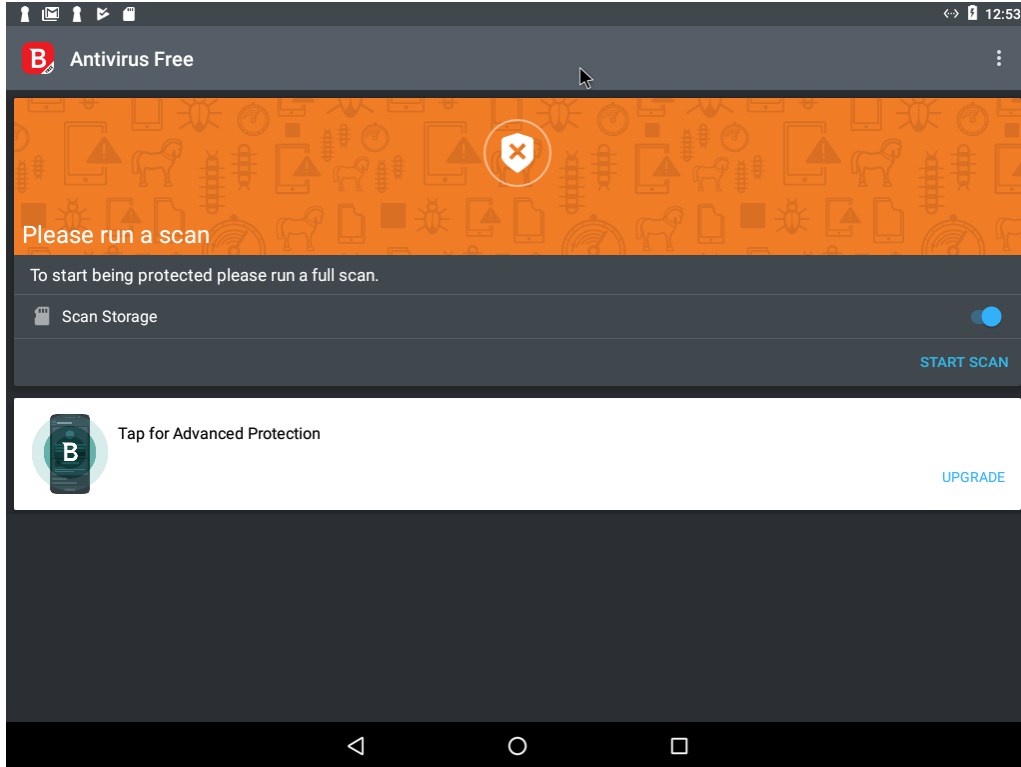 12:53
B Antivirus Free
Please run a scan
To start being protected please run a full scan.
Scan Storage
START SCAN
B
Tap for Advanced Protection
UPGRADE